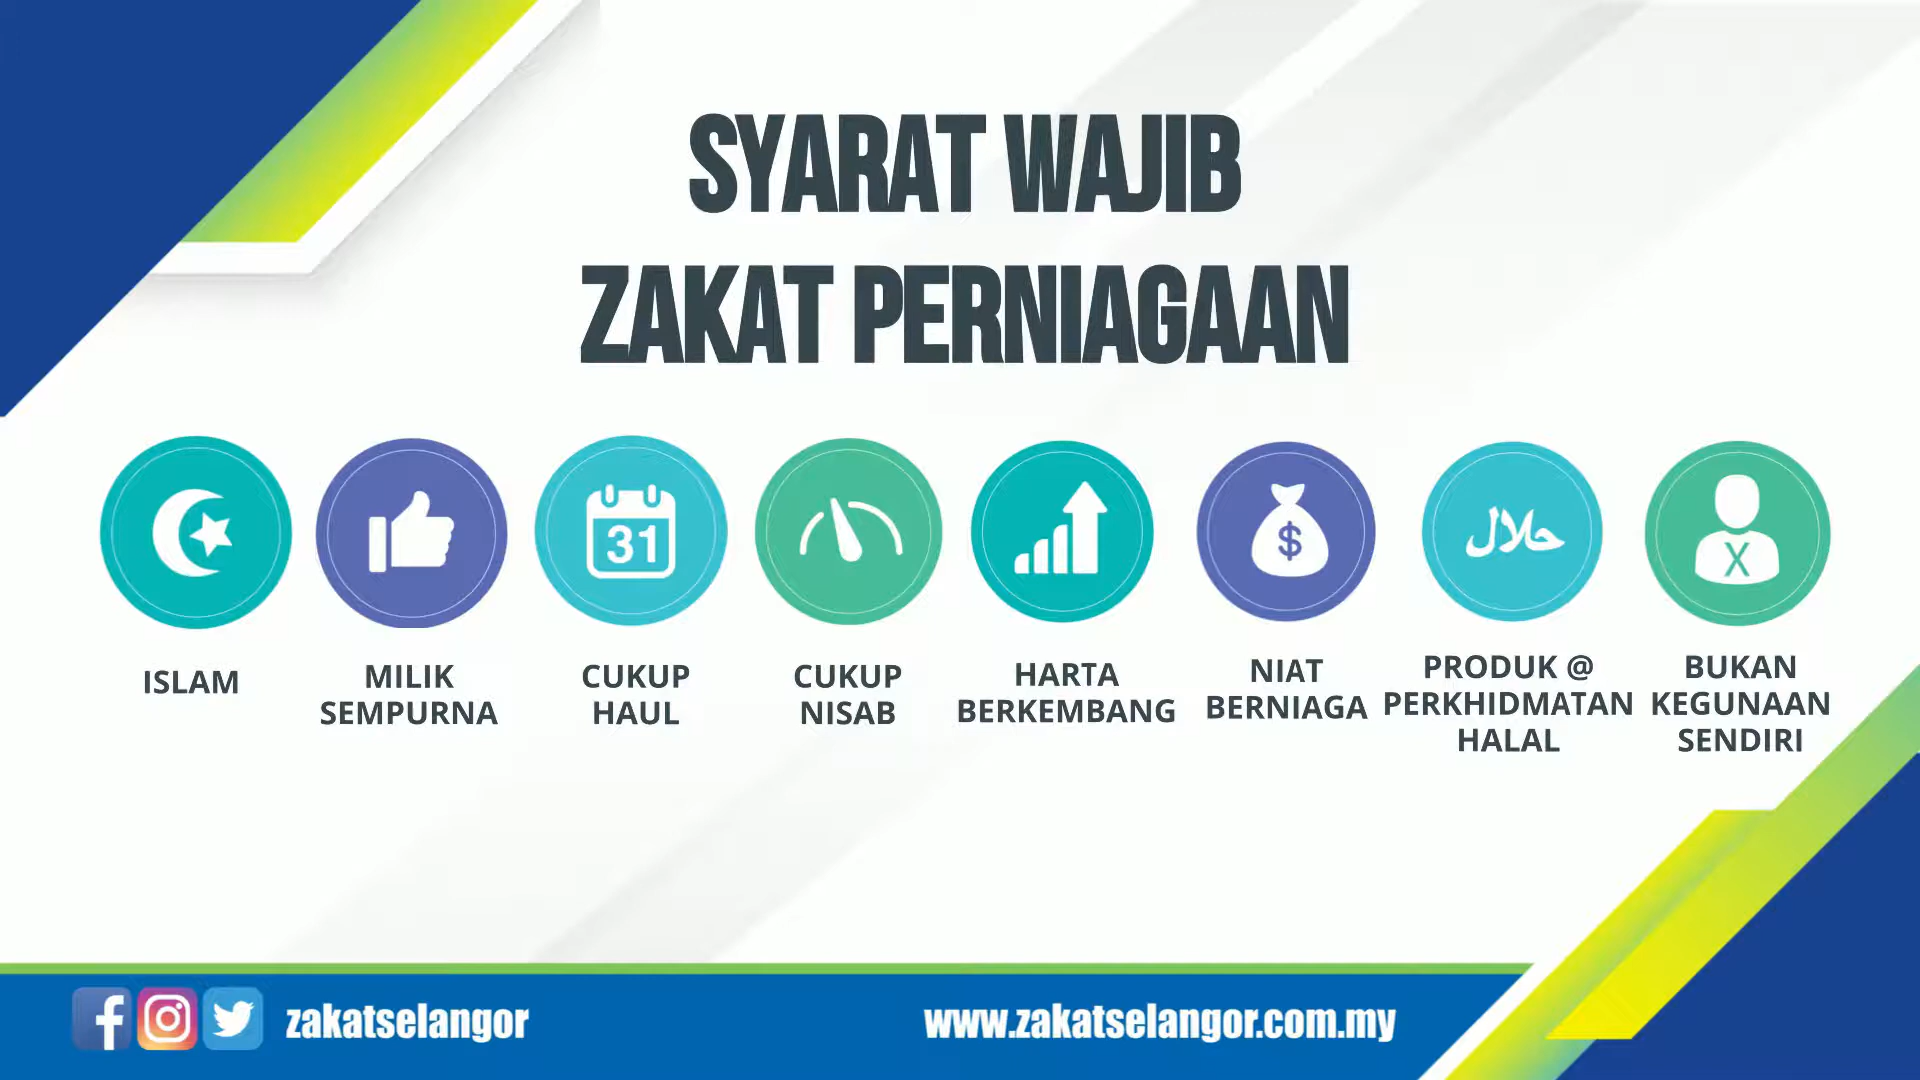 SYARAT WAJIB
ZAKAT PERNIAGAAN
31
$
حلال
X
ISLAM
MILIK
SEMPURNA
CUKUP
HAUL
CUKUP
NISAB
HARTA
BERKEMBANG
NIAT
BERNIAGA
PRODUK @
PERKHIDMATAN
HALAL
BUKAN
KEGUNAAN
SENDIRI
zakatselangor
www.zakatselangor.com.my